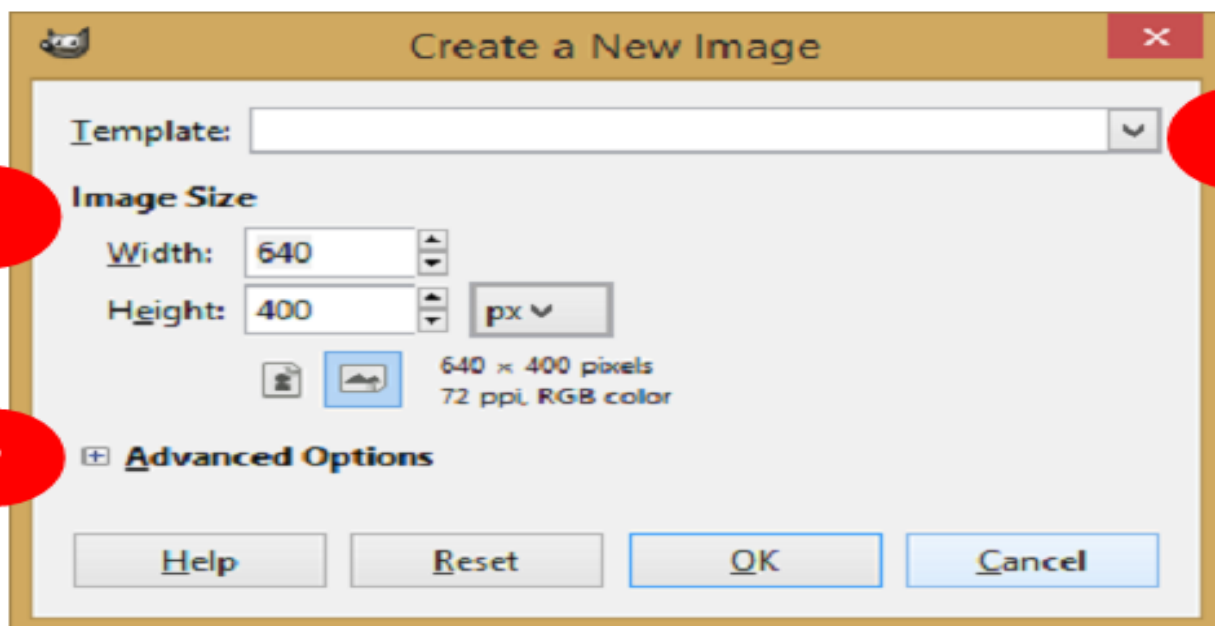 Create a New Image
Template:
Image Size
Width: 640
Height: 400 px
640 × 400 pixels
72 ppi, RGB color
Advanced Options
Help Reset OK Cancel